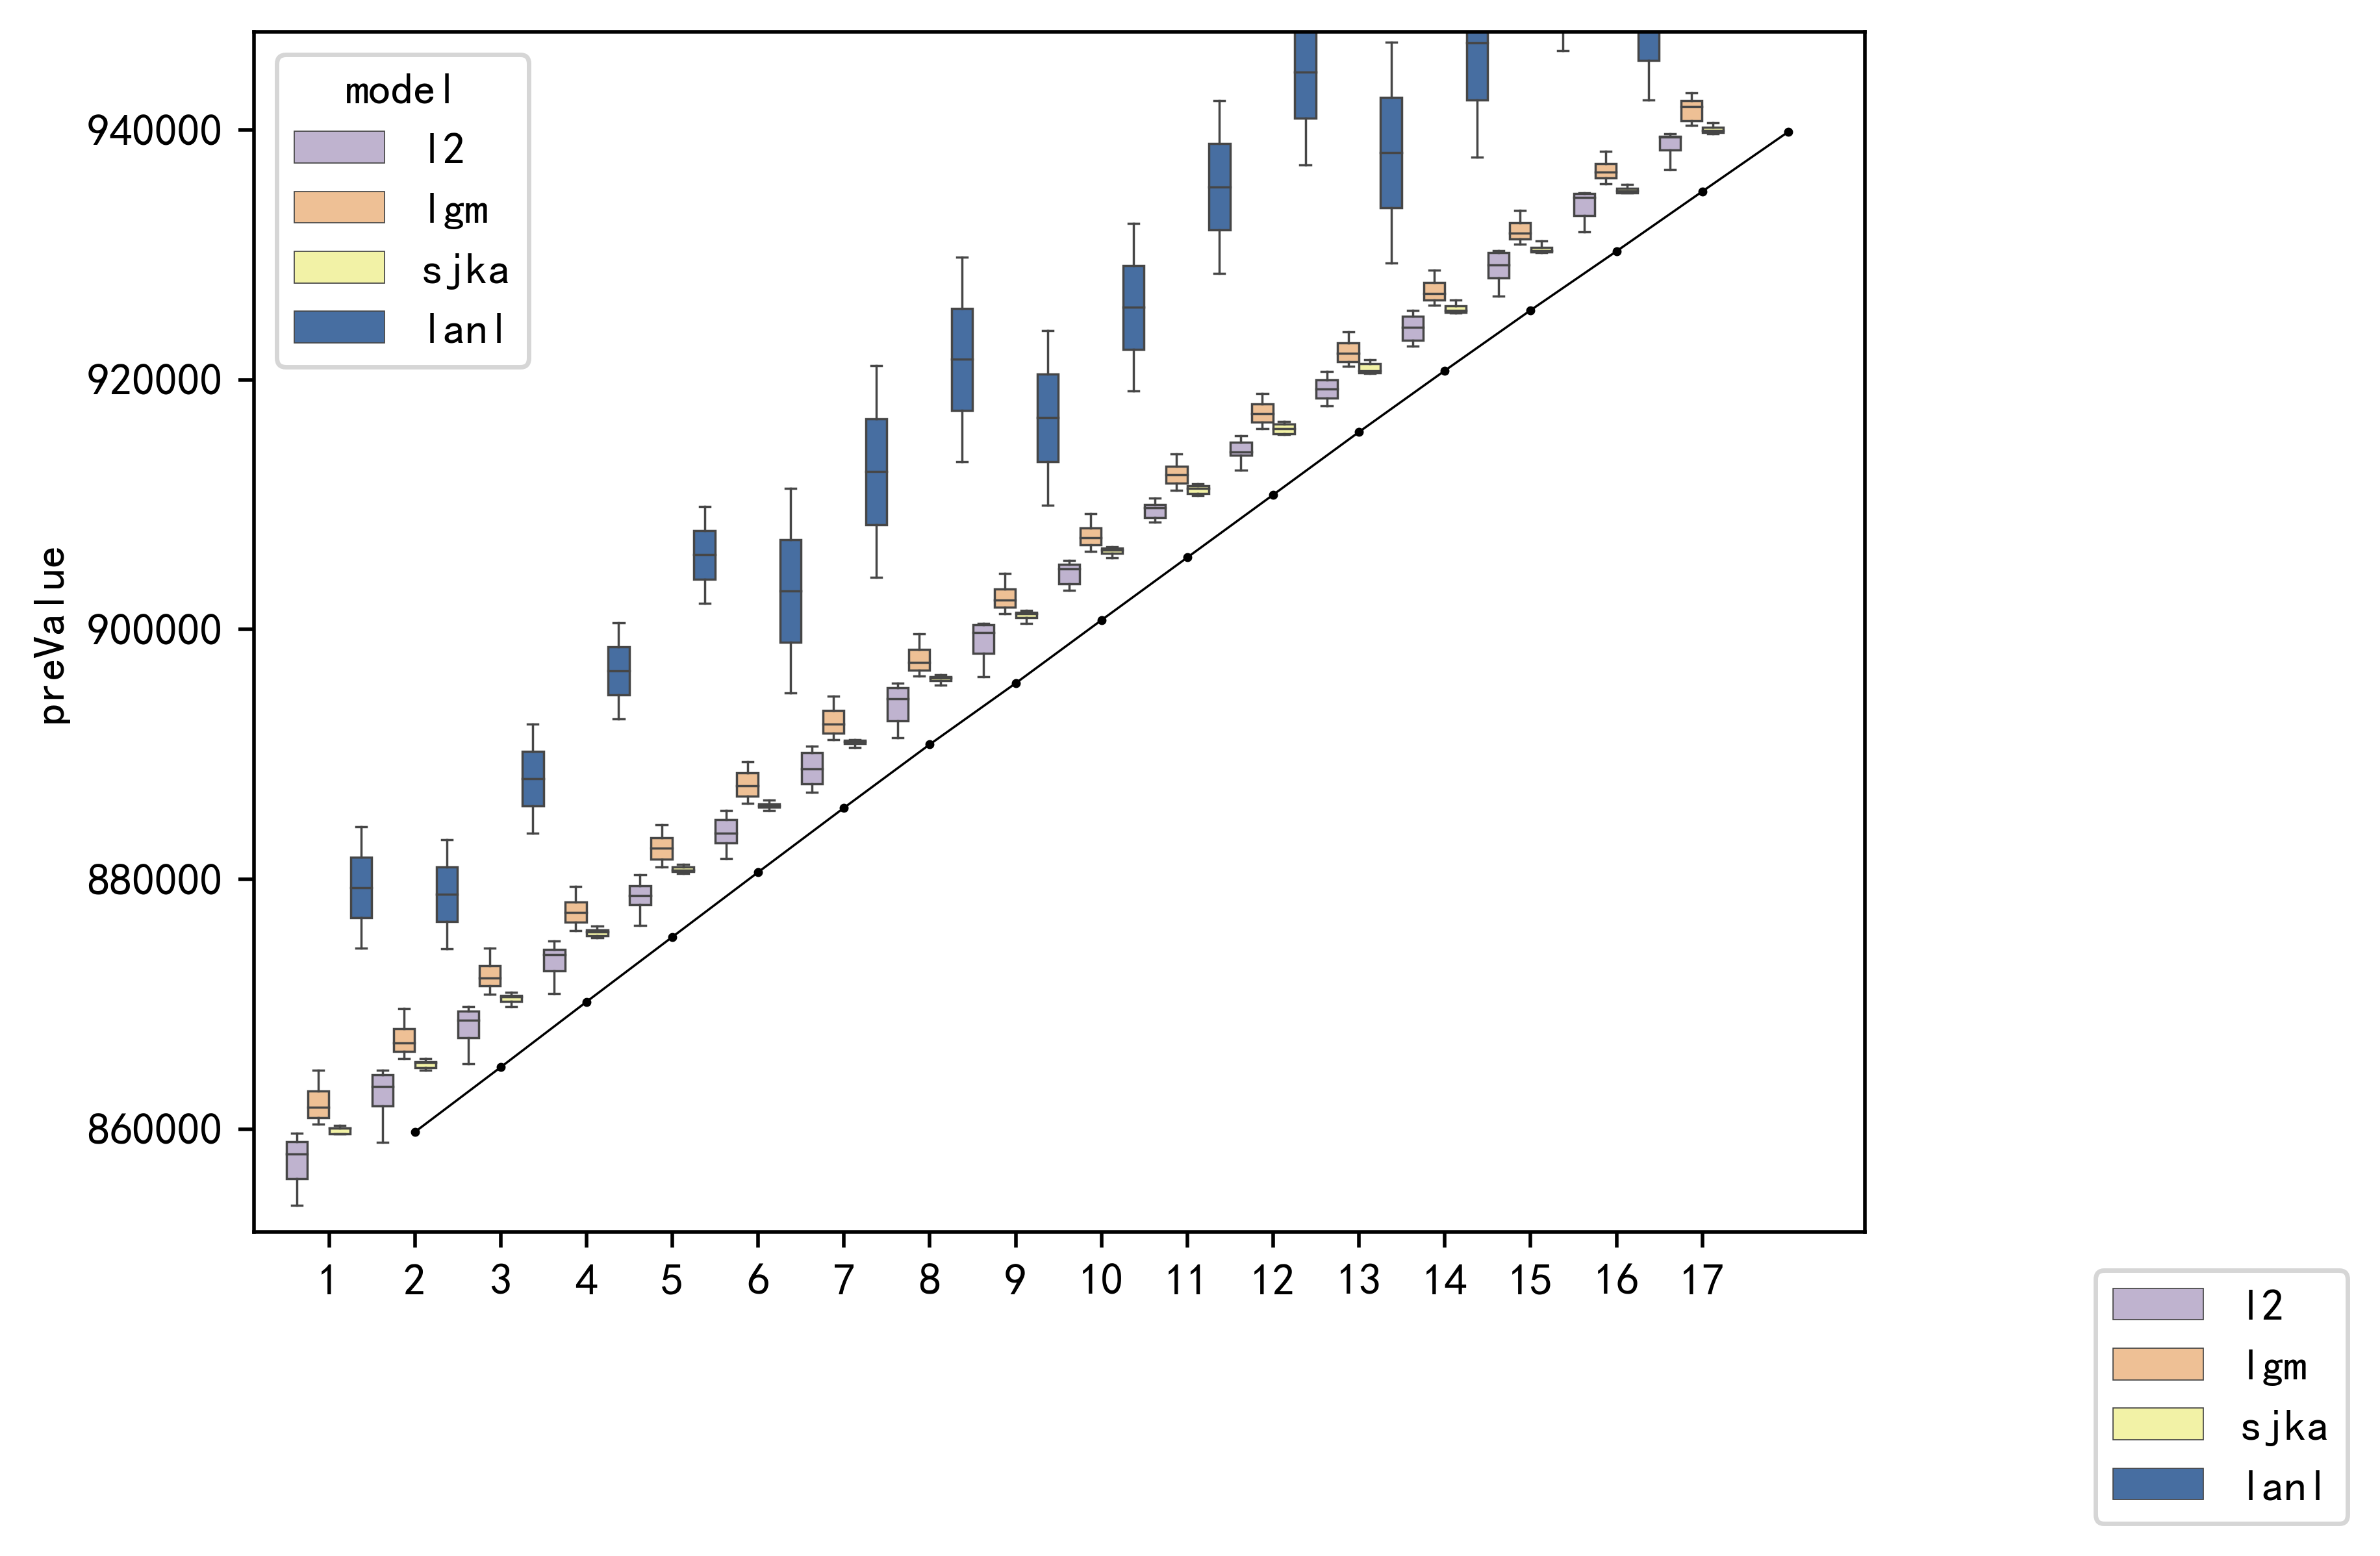 model
l2
lgm
sjka
lanl
940000
920000
900000
880000
860000
preValue
1 2 3 4 5 6 7 8 9 10 11 12 13 14 15 16 17
l2
lgm
sjka
lanl